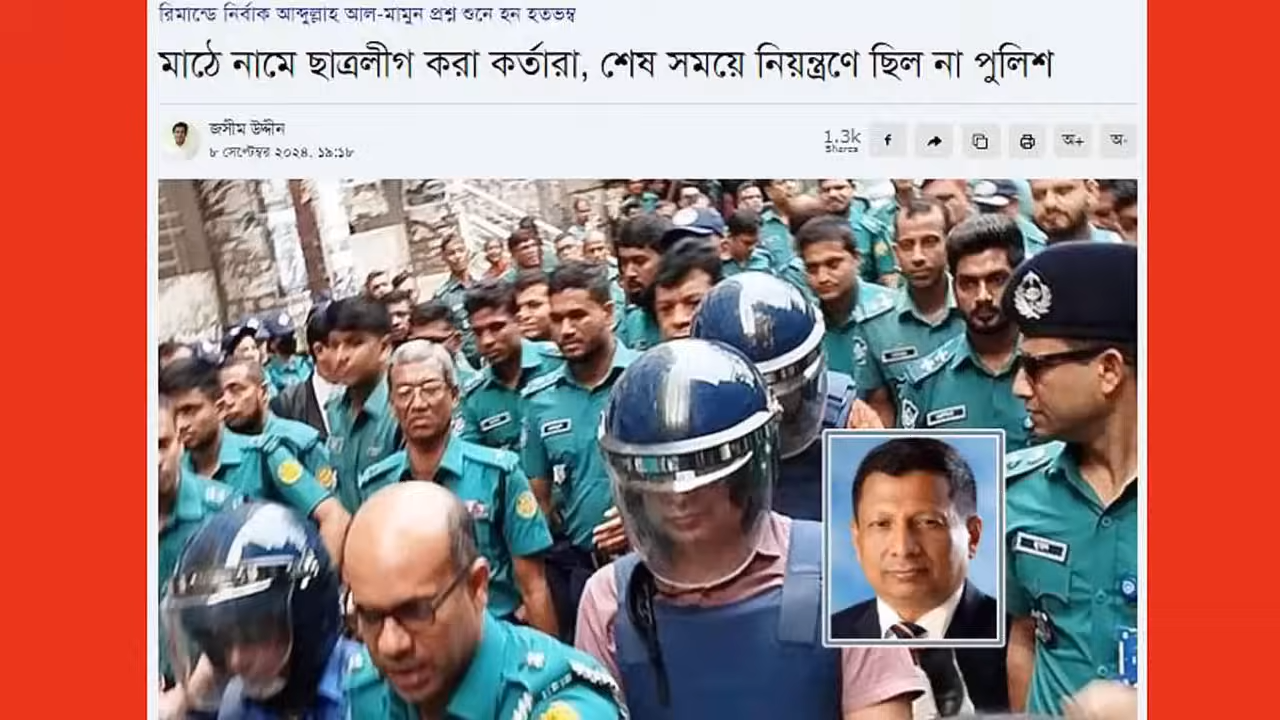 রিমান্ডে নির্বাক আব্দুল্লাহ আল-মামুন প্রশ্ন শুনে হন হতভম্ব
মাঠে নামে ছাত্রলীগ করা কর্তারা, শেষ সময়ে নিয়ন্ত্রণে ছিল না পুলিশ
জসীম উদ্দীন
৮ সেপ্টেম্বর ২০২৪, ১৯:১৮
1.3k
Shares
অ+
অ-